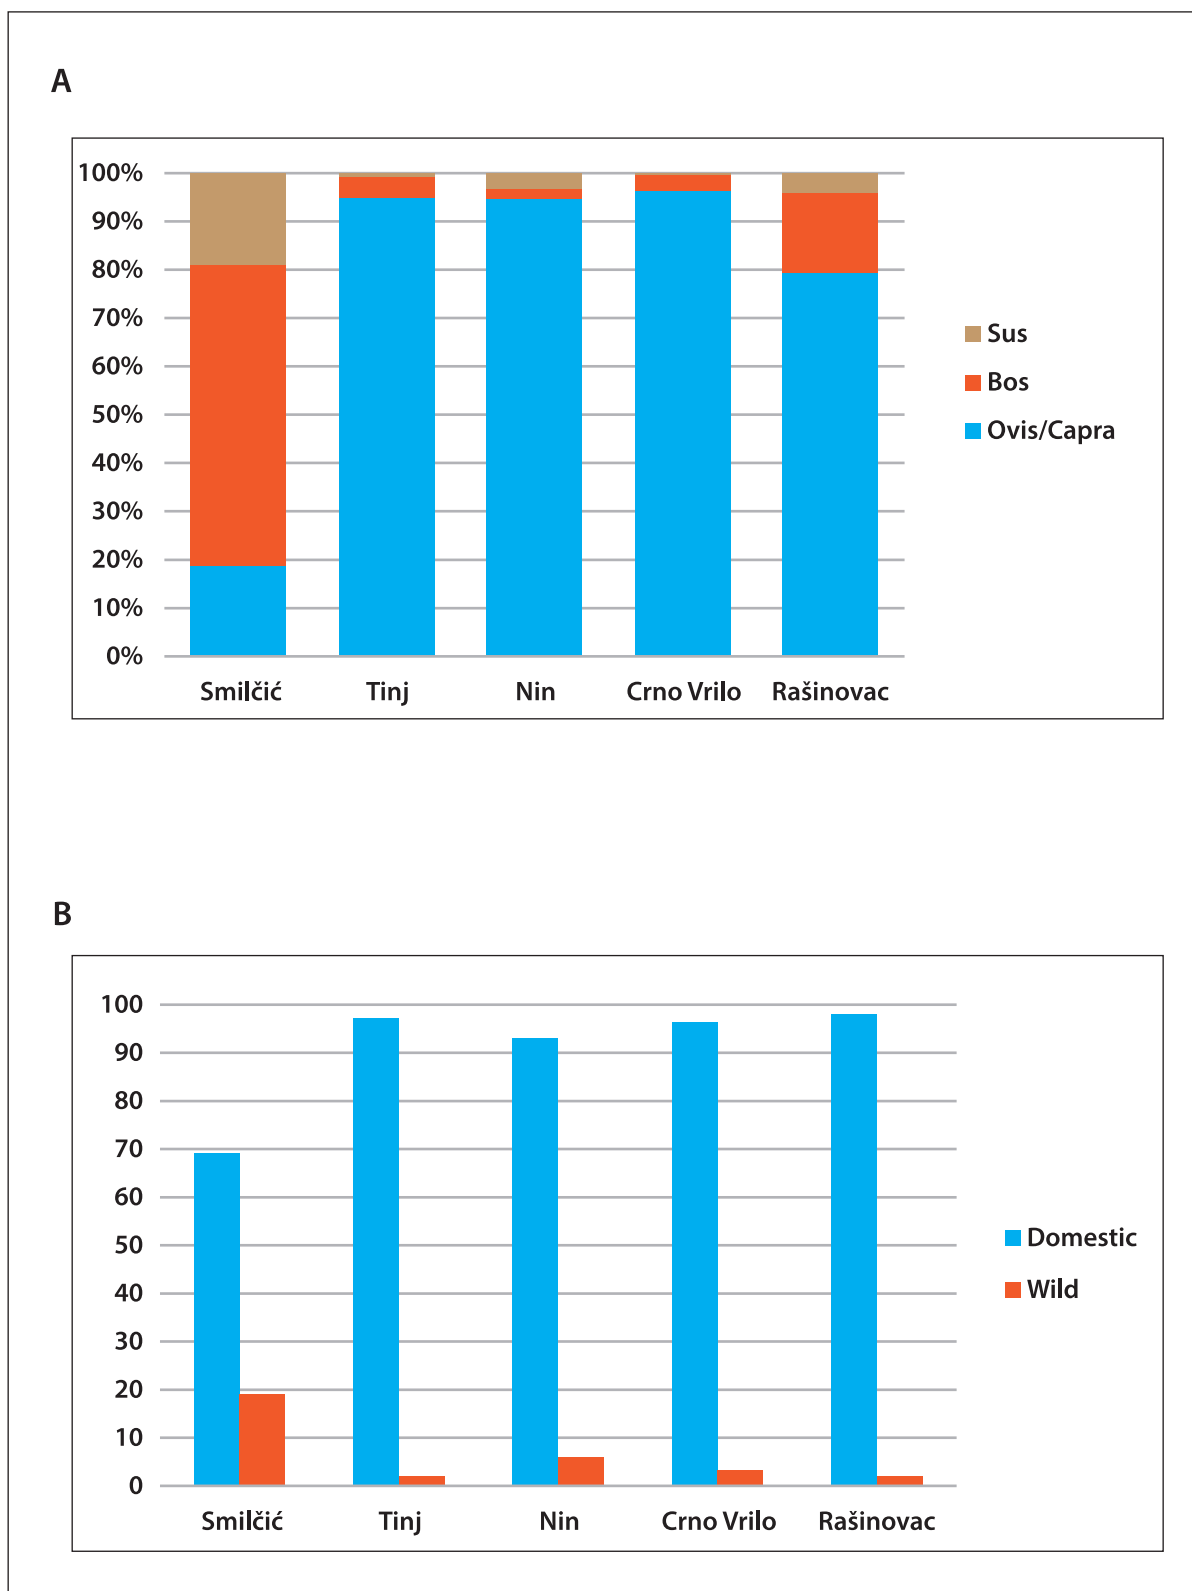 A
100%
90%
80%
70%
60%
50%
40%
30%
20%
10%
0%
Smilčić Tinj Nin Crno Vrilo Rašinovac
Sus
Bos
Ovis/Capra
B
100
90
80
70
60
50
40
30
20
10
0
Smilčić Tinj Nin Crno Vrilo Rašinovac
Domestic
Wild